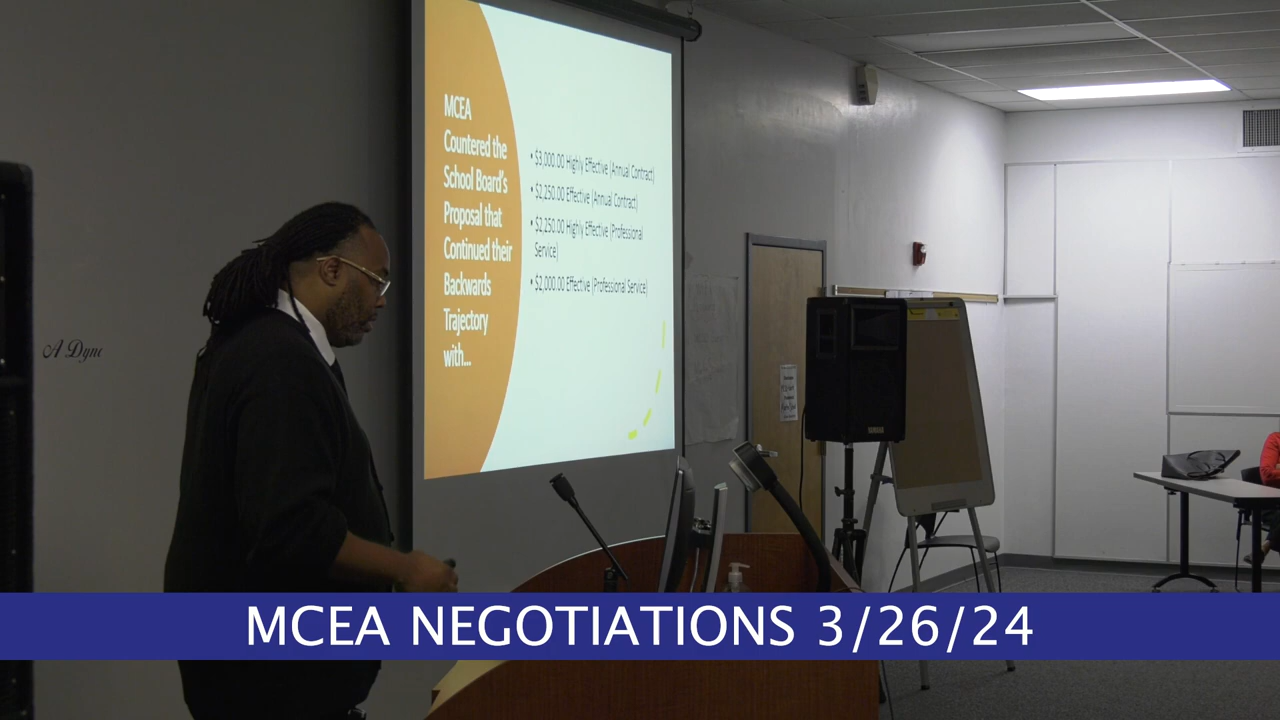 MCEA
Countered the
School Board's
Proposal that
Continued their
Backwards
Trajectory
with...
• $3,000.00 Highly Effective (Annual Contract)
• $2,250.00 Effective (Annual Contract)
• $2,250.00 Highly Effective (Professional
Service)
• $2,000.00 Effective (Professional Service)
A Dync
MCEA NEGOTIATIONS 3/26/24